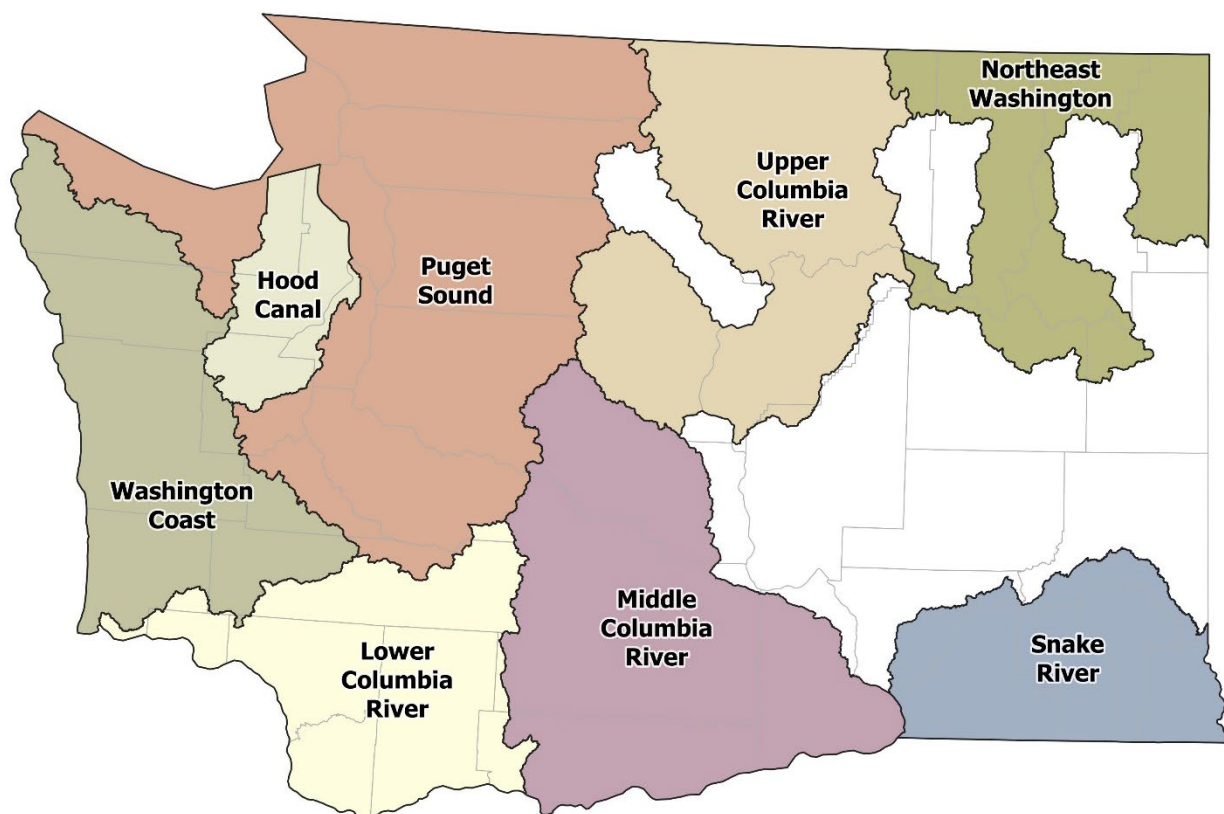 Northeast
Washington
Upper
Columbia
River
Puget
Sound
Hood
Canal
Washington
Coast
Middle
Columbia
River
Snake
River
Lower
Columbia
River